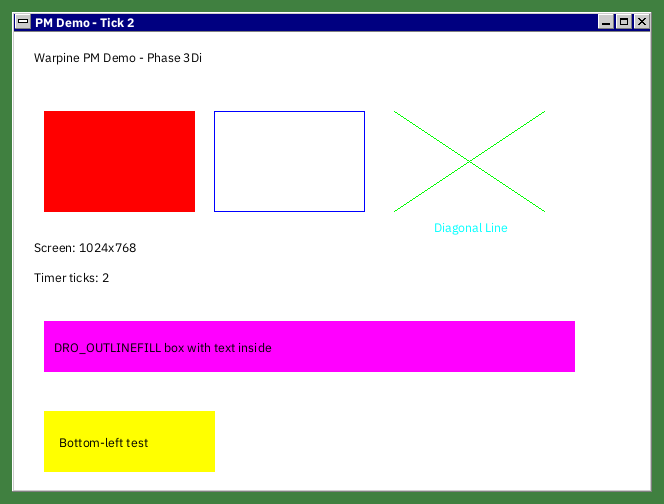 PM Demo - Tick 2
Warpine PM Demo - Phase 3Di
Diagonal Line
Screen: 1024x768
Timer ticks: 2
DRO_OUTLINEFILL box with text inside
Bottom-left test